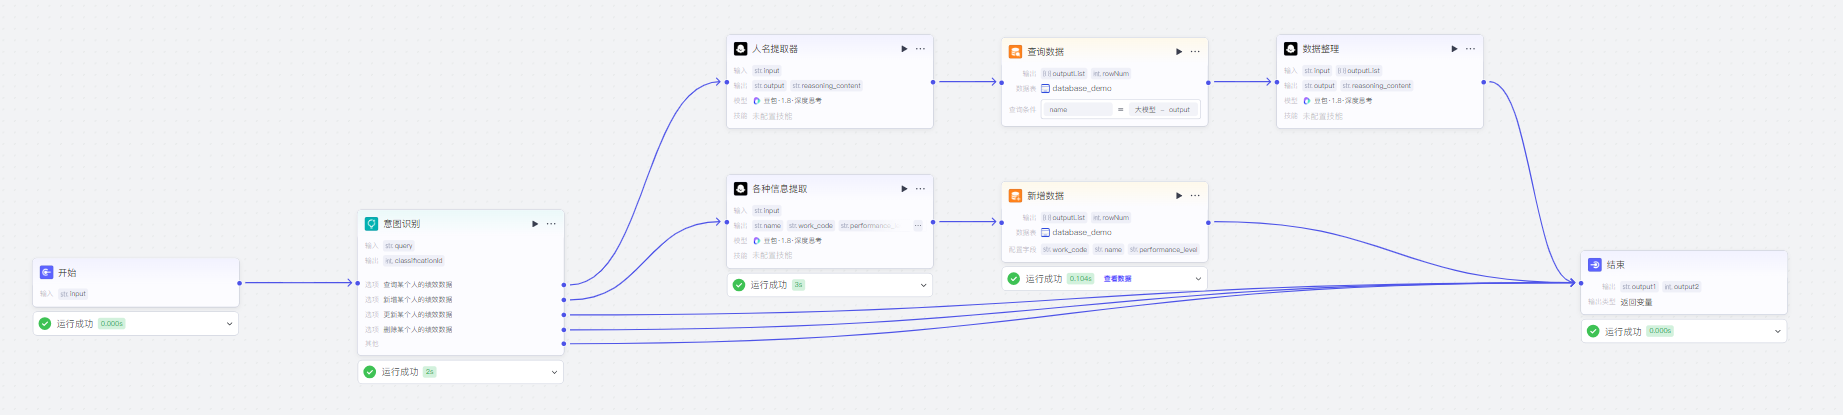 开始
输入 str. input
运行成功 0.000s
意图识别
输入 str. query
输出 int. classificationId
选项 查询某个人的绩效数据
选项 新增某个人的绩效数据
选项 更新某个人的绩效数据
选项 删除某个人的绩效数据
其他
运行成功 2s
人名提取器
输入 str. input
输出 str. output str. reasoning_content
模型 豆包·1.8·深度思考
技能 未配置技能
查询数据
输出 [{}] outputList int. rowNum
数据表 database_demo
查询条件 name = 大模型 - output
数据整理
输入 str. input [{}] outputList
输出 str. output str. reasoning_content
模型 豆包·1.8·深度思考
技能 未配置技能
各种信息提取
输入 str. input
输出 str. name str. work_code str. performance_ ...
模型 豆包·1.8·深度思考
技能 未配置技能
运行成功 3s
新增数据
输出 [{}] outputList int. rowNum
数据表 database_demo
配置字段 str. work_code str. name str. performance_level
运行成功 0.104s 查看数据
结束
输出 str. output1 int. output2
输出类型 返回变量
运行成功 0.000s